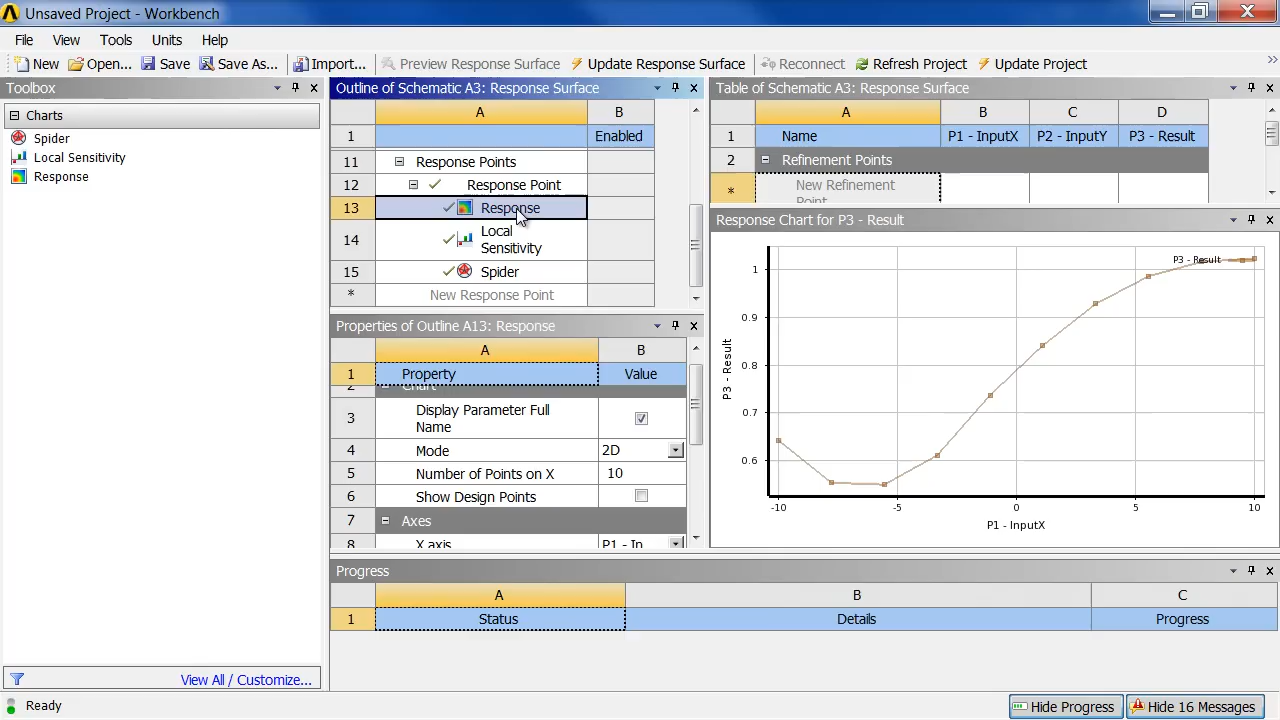 Unsaved Project - Workbench
File View Tools Units Help
New Open... Save Save As... Import... Preview Response Surface Update Response Surface Reconnect Refresh Project Update Project
Toolbox
Charts
Spider
Local Sensitivity
Response
View All / Customize...
Outline of Schematic A3: Response Surface
A B
1 Enabled
11 Response Points
12 Response Point
13 Response
14 Local
Sensitivity
15 Spider
* New Response Point
Properties of Outline A13: Response
A B
1 Property Value
2 Chart
3 Display Parameter Full
Name
4 Mode 2D
5 Number of Points on X 10
6 Show Design Points
7 Axes
8 X axis P1 - In
Table of Schematic A3: Response Surface
A B C D
1 Name P1 - InputX P2 - InputY P3 - Result
2 Refinement Points
* New Refinement
Point
Response Chart for P3 - Result
P3 - Result
1
0.9
0.8
0.7
0.6
P3 - Result
-10 -5 0 5 10
P1 - InputX
Progress
A B C
1 Status Details Progress
Ready
Hide Progress Hide 16 Messages